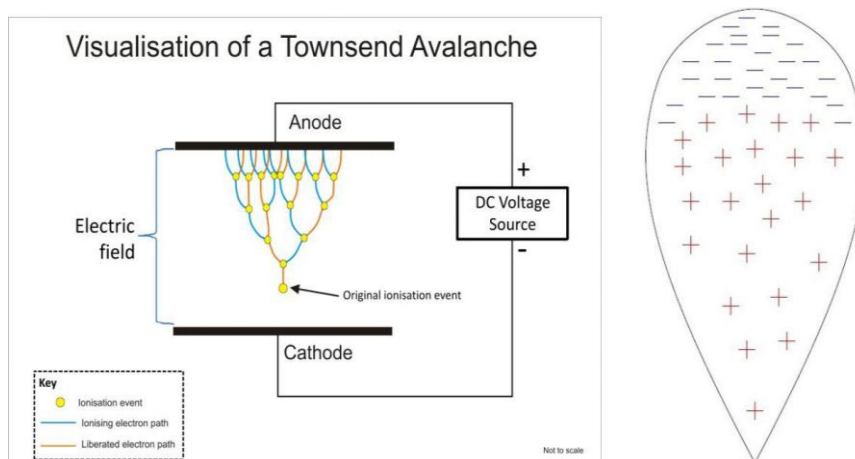 Visualisation of a Townsend Avalanche
Anode
+
Electric
field
DC Voltage
Source
-
Original ionisation event
Cathode
Key
Ionisation event
Ionising electron path
Liberated electron path
Not to scale